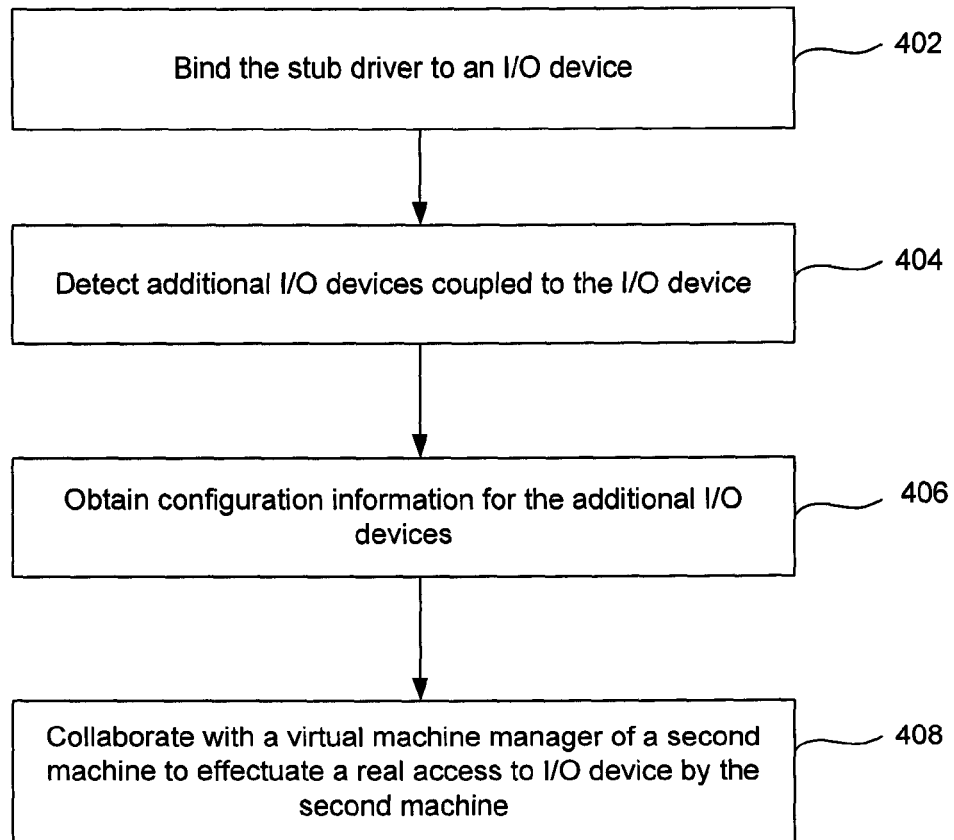 Bind the stub driver to an I/O device
402
Detect additional I/O devices coupled to the I/O device
404
Obtain configuration information for the additional I/O
devices
406
Collaborate with a virtual machine manager of a second
machine to effectuate a real access to I/O device by the
second machine
408